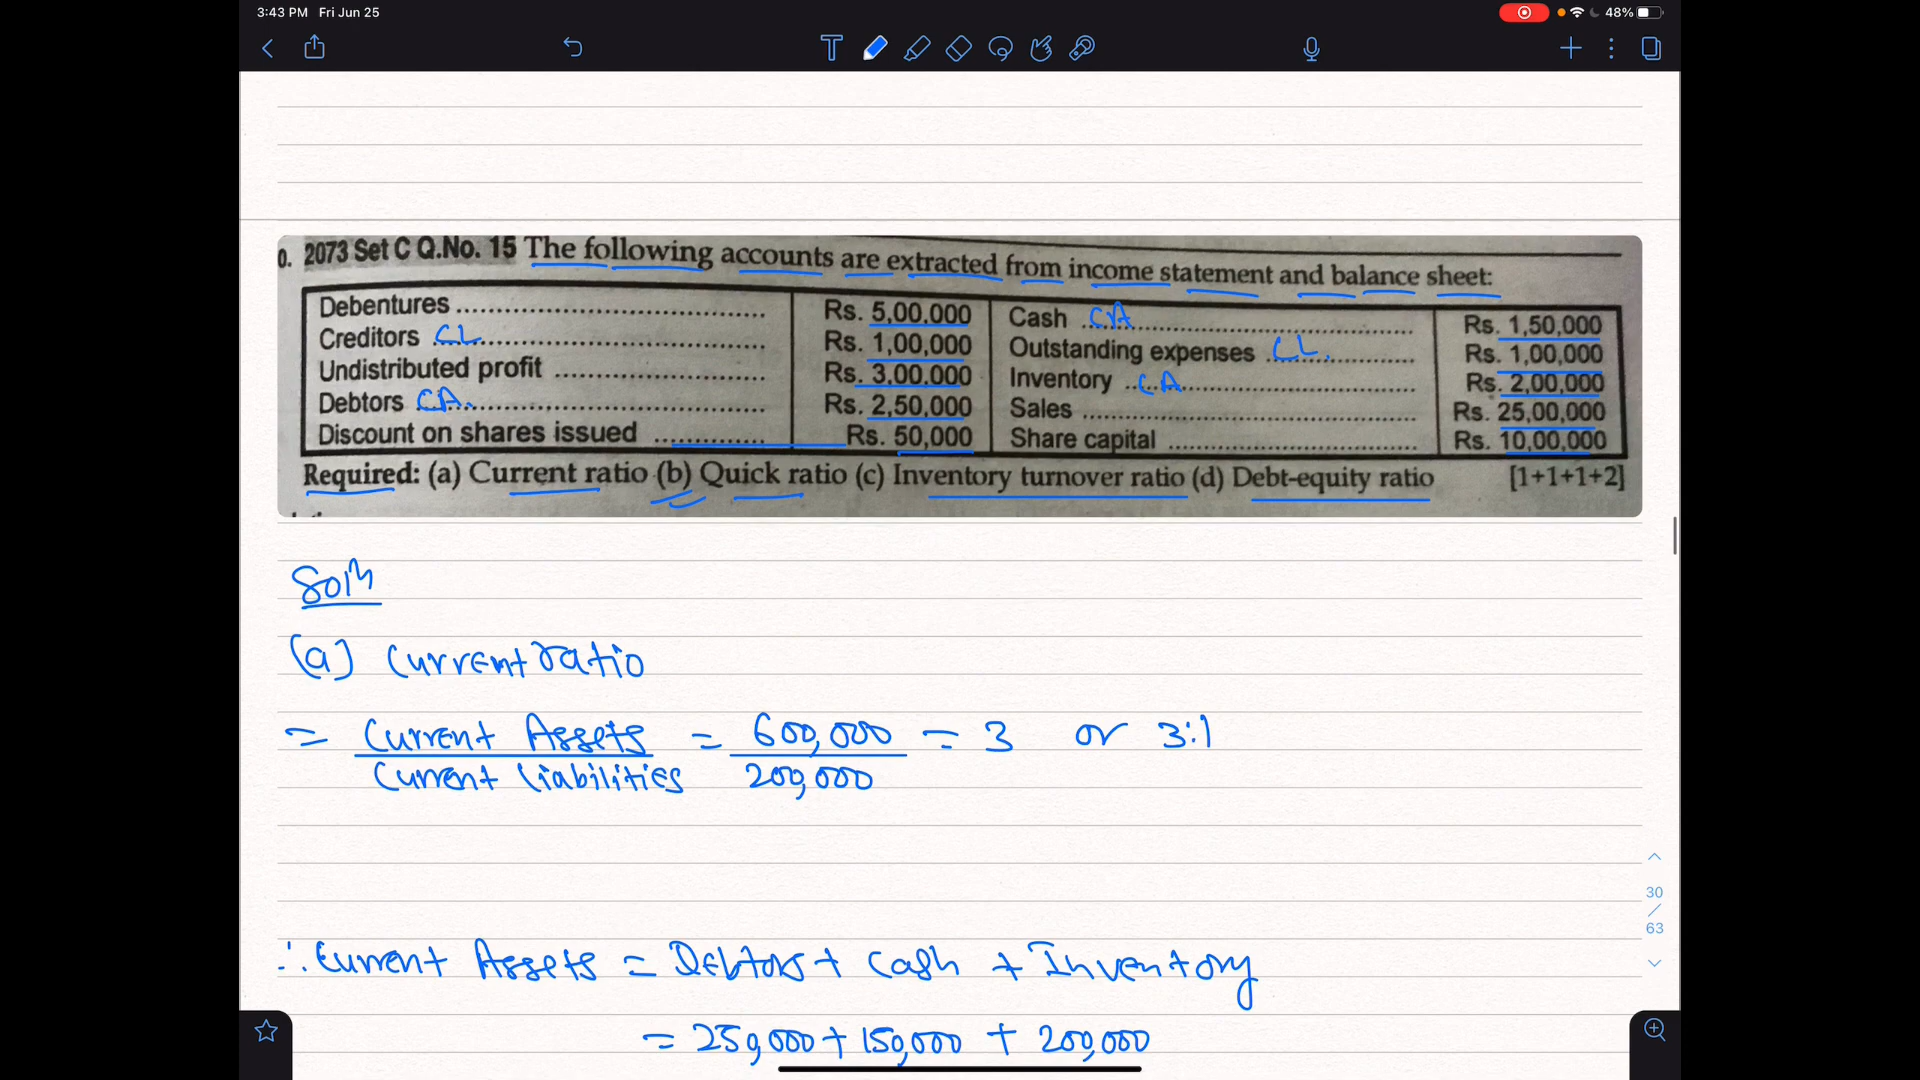 3:43 PM Fri Jun 25
48%
0. 2073 Set C Q.No. 15 The following accounts are extracted from income statement and balance sheet:
Debentures ........ Rs. 5,00,000 Cash CA ........ Rs. 1,50,000
Creditors CL ........ Rs. 1,00,000 Outstanding expenses CL. ........ Rs. 1,00,000
Undistributed profit ........ Rs. 3,00,000 Inventory CA ........ Rs. 2,00,000
Debtors CA. ........ Rs. 2,50,000 Sales ........ Rs. 25,00,000
Discount on shares issued ........ Rs. 50,000 Share capital ........ Rs. 10,00,000
Required: (a) Current ratio (b) Quick ratio (c) Inventory turnover ratio (d) Debt-equity ratio [1+1+1+2]
Soln
(a) Current ratio
= Current Assets / Current liabilities = 600,000 / 200,000 = 3 or 3:1
30
/
63
∴ Current Assets = Debtors + Cash + Inventory
= 250,000 + 150,000 + 200,000